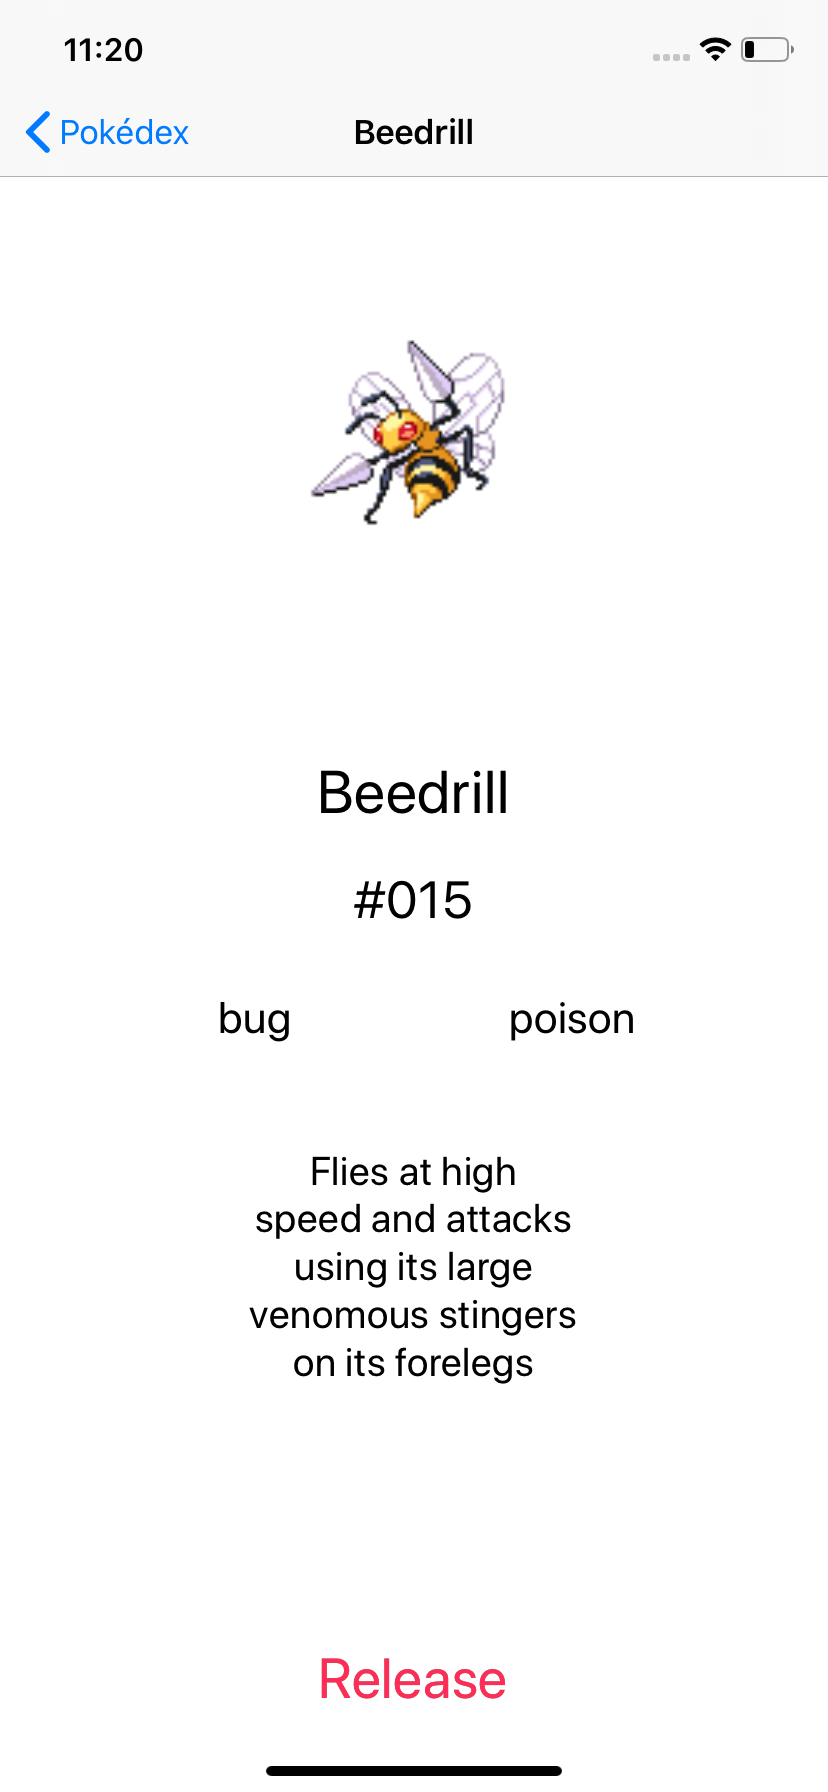 11:20
Pokédex
Beedrill
Beedrill
#015
bug poison
Flies at high
speed and attacks
using its large
venomous stingers
on its forelegs
Release